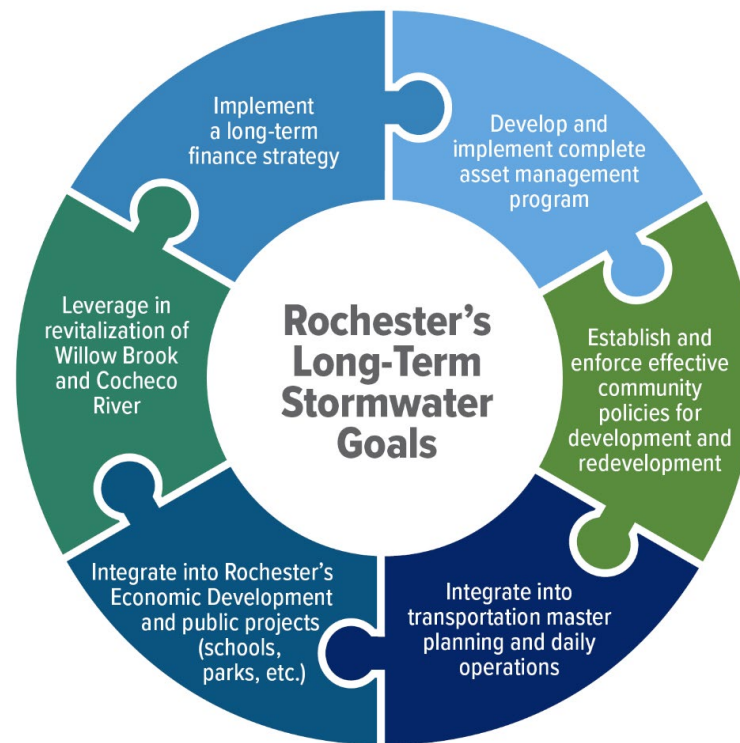 Implement
a long-term
finance strategy
Develop and
implement complete
asset management
program
Establish and
enforce effective
community
policies for
development and
redevelopment
Integrate into
transportation master
planning and daily
operations
Integrate into Rochester's
Economic Development
and public projects
(schools,
parks, etc.)
Leverage in
revitalization of
Willow Brook
and Cocheco
River
Rochester's
Long-Term
Stormwater
Goals